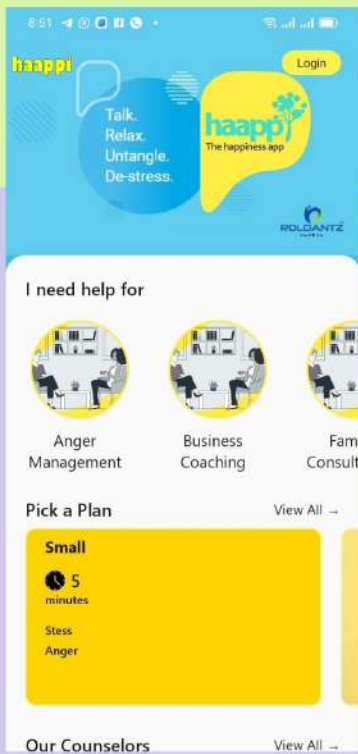 8:51
haappi
Login
Talk.
Relax.
Untangle.
De-stress.
haappi
The happiness app
ROLGANTZ
I need help for
Anger
Management
Business
Coaching
Fam
Consult
Pick a Plan
View All →
Small
5
minutes
Stess
Anger
Our Counselors
View All →